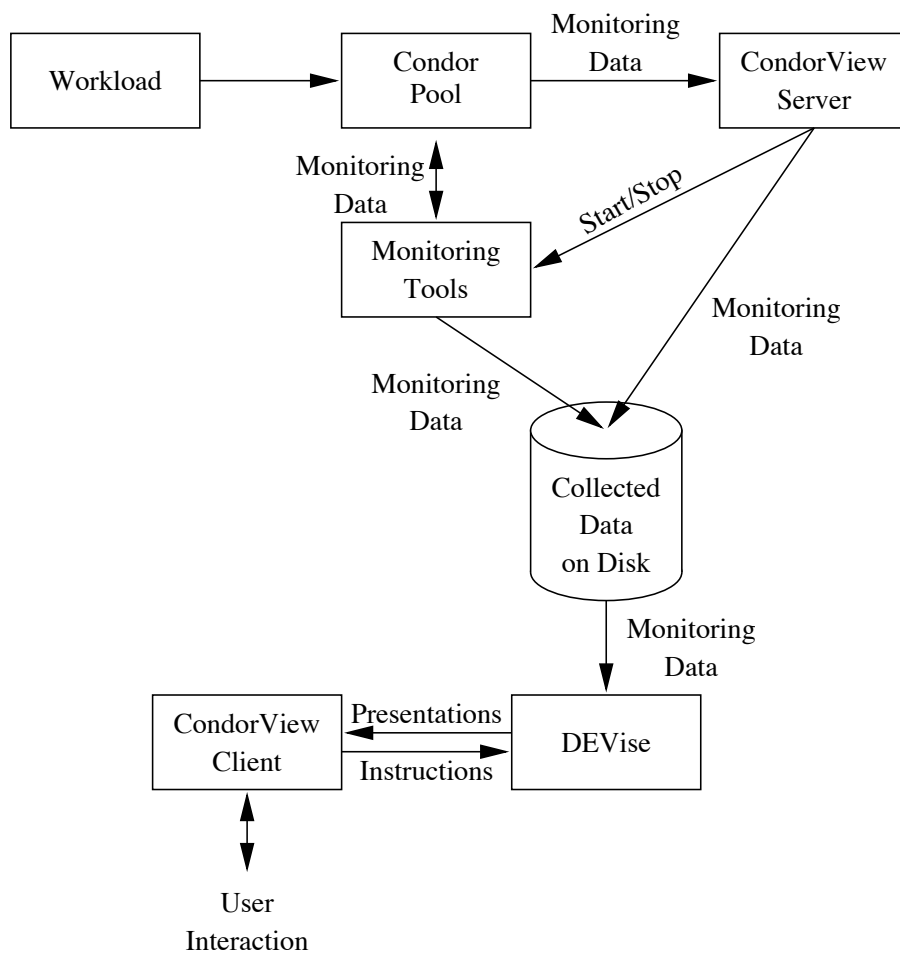 Workload
Condor
Pool
Monitoring
Data
CondorView
Server
Monitoring
Data
Start/Stop
Monitoring
Tools
Monitoring
Data
Monitoring
Data
Collected
Data
on Disk
Monitoring
Data
CondorView
Client
Presentations
Instructions
DEVise
User
Interaction